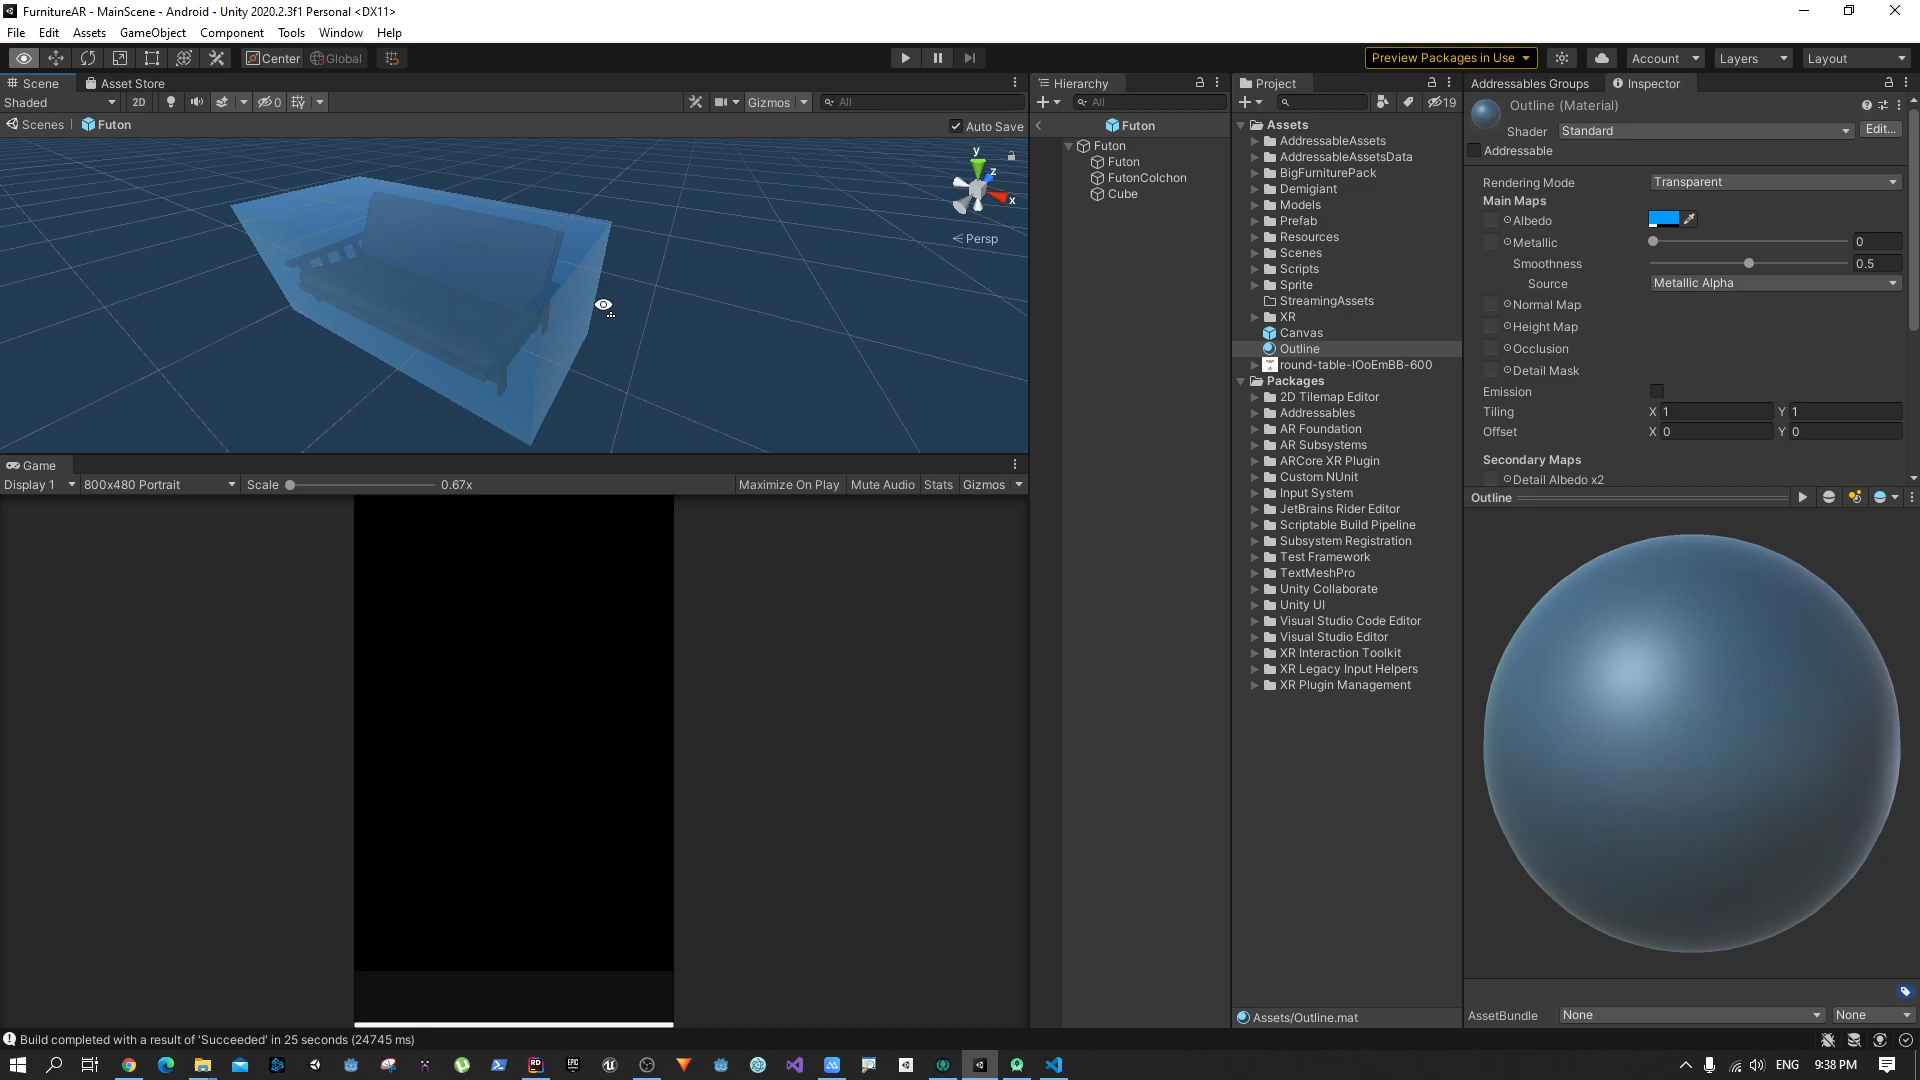 FurnitureAR - MainScene - Android - Unity 2020.2.3f1 Personal <DX11>
File Edit Assets GameObject Component Tools Window Help
Center Global Preview Packages in Use Account Layers Layout
Scene Asset Store
Shaded 2D 0 Gizmos All
Scenes Futon Auto Save
y
z
x
Persp
Game
Display 1 800x480 Portrait Scale 0.67x Maximize On Play Mute Audio Stats Gizmos
Hierarchy
All
Futon
Futon
Futon
FutonColchon
Cube
Project
19
Assets
AddressableAssets
AddressableAssetsData
BigFurniturePack
Demigiant
Models
Prefab
Resources
Scenes
Scripts
Sprite
StreamingAssets
XR
Canvas
Outline
round-table-IOoEmBB-600
Packages
2D Tilemap Editor
Addressables
AR Foundation
AR Subsystems
ARCore XR Plugin
Custom NUnit
Input System
JetBrains Rider Editor
Scriptable Build Pipeline
Subsystem Registration
Test Framework
TextMeshPro
Unity Collaborate
Unity UI
Visual Studio Code Editor
Visual Studio Editor
XR Interaction Toolkit
XR Legacy Input Helpers
XR Plugin Management
Assets/Outline.mat
Addressables Groups Inspector
Outline (Material)
Shader Standard Edit...
Addressable
Rendering Mode Transparent
Main Maps
Albedo
Metallic 0
Smoothness 0.5
Source Metallic Alpha
Normal Map
Height Map
Occlusion
Detail Mask
Emission
Tiling X 1 Y 1
Offset X 0 Y 0
Secondary Maps
Detail Albedo x2
Outline
AssetBundle None None
Build completed with a result of 'Succeeded' in 25 seconds (24745 ms)
ENG 9:38 PM